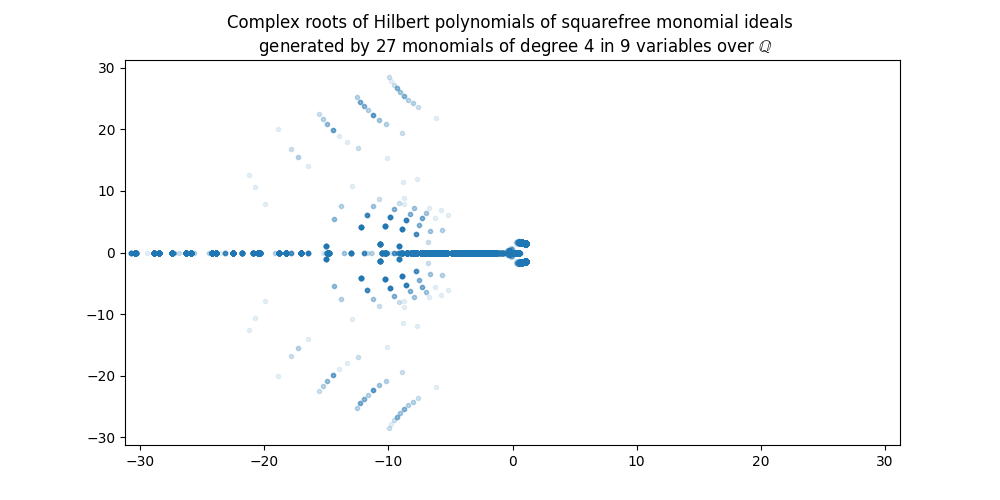 Complex roots of Hilbert polynomials of squarefree monomial ideals
generated by 27 monomials of degree 4 in 9 variables over ℚ
30
20
10
0
−10
−20
−30
−30 −20 −10 0 10 20 30